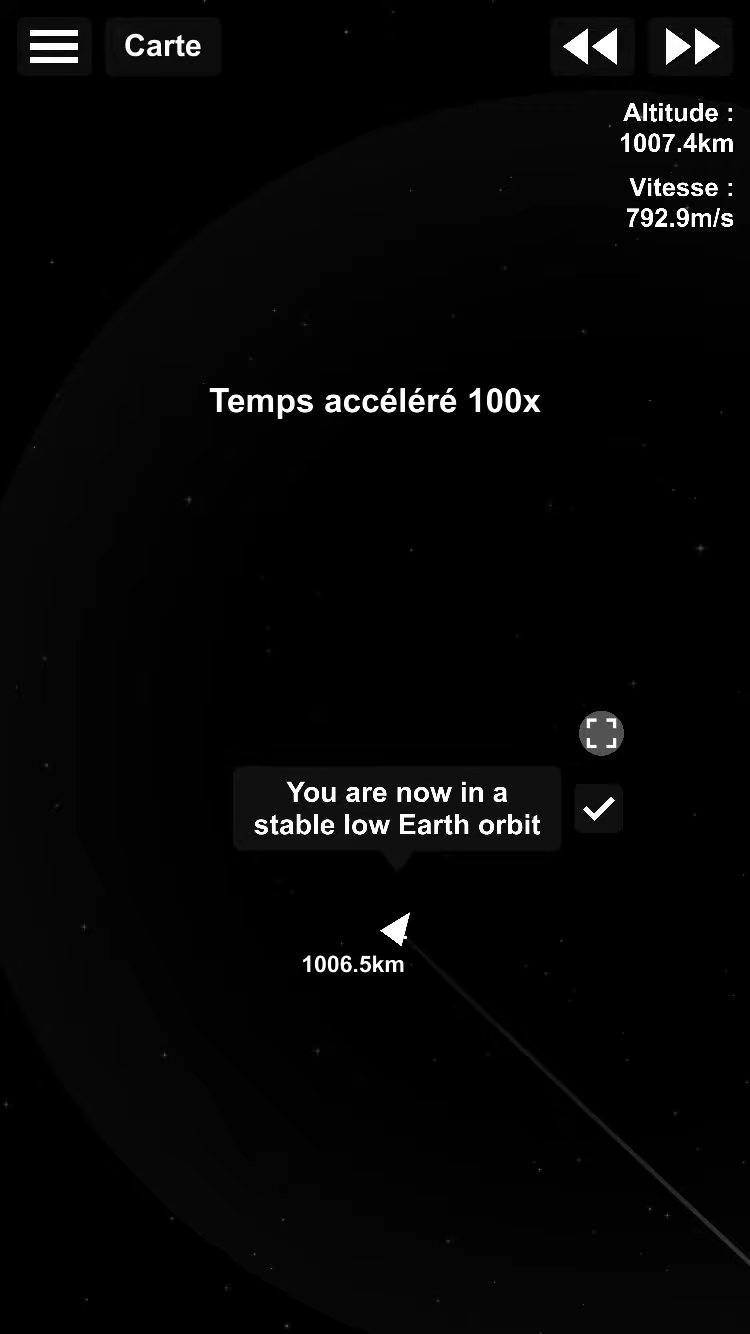 Carte
Altitude :
1007.4km
Vitesse :
792.9m/s
Temps accéléré 100x
You are now in a
stable low Earth orbit
1006.5km